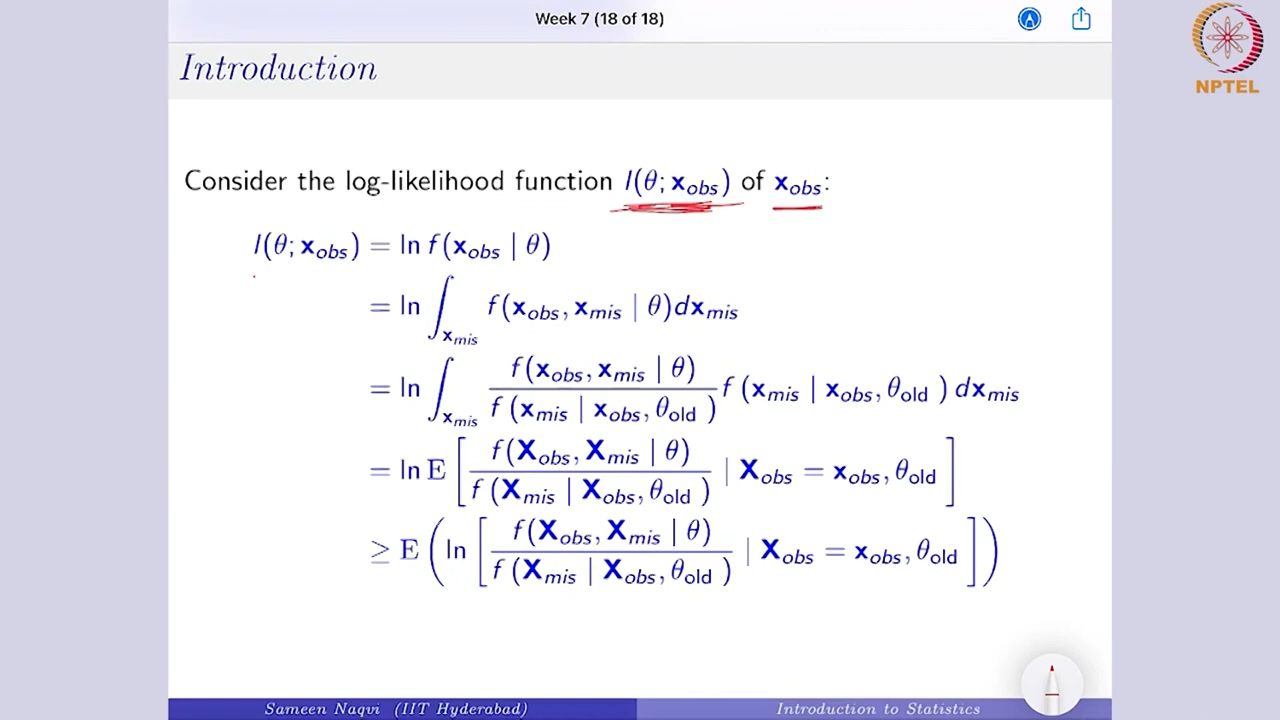 Week 7 (18 of 18)
NPTEL
Introduction
Consider the log-likelihood function l(θ; x_obs) of x_obs:
l(θ; x_obs) = ln f(x_obs | θ)
= ln ∫_{x_mis} f(x_obs, x_mis | θ)dx_mis
= ln ∫_{x_mis} \frac{f(x_obs, x_mis | θ)}{f(x_mis | x_obs, θ_old)} f(x_mis | x_obs, θ_old) dx_mis
= ln E [ \frac{f(X_obs, X_mis | θ)}{f(X_mis | X_obs, θ_old)} | X_obs = x_obs, θ_old ]
≥ E ( ln [ \frac{f(X_obs, X_mis | θ)}{f(X_mis | X_obs, θ_old)} | X_obs = x_obs, θ_old ] )
Sameen Naqvi (IIT Hyderabad) Introduction to Statistics